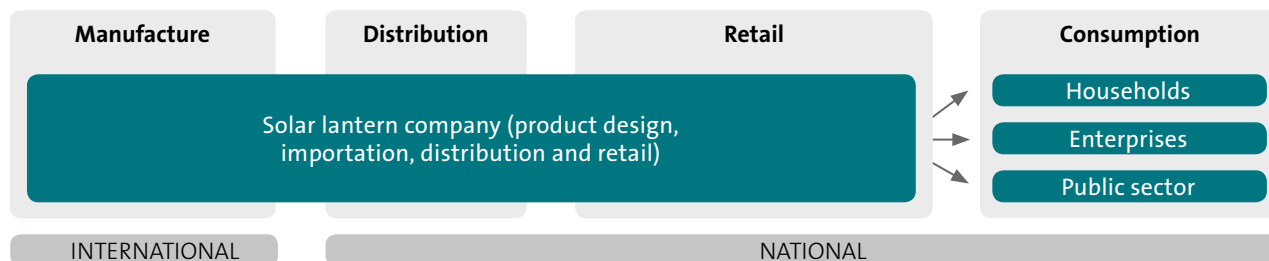 Manufacture
Distribution
Retail
Consumption
Solar lantern company (product design,
importation, distribution and retail)
Households
Enterprises
Public sector
INTERNATIONAL
NATIONAL